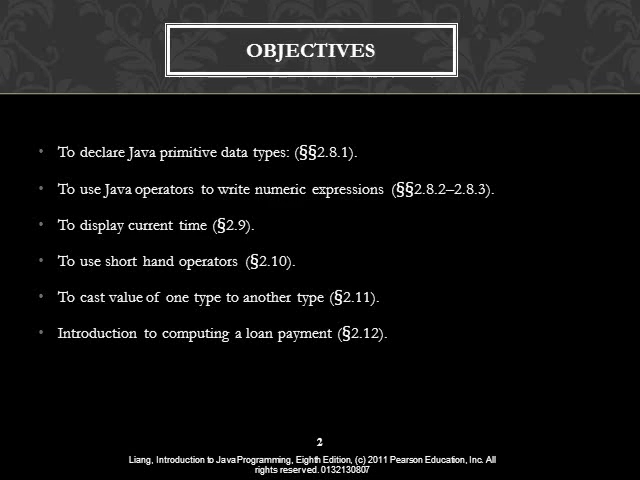 OBJECTIVES
• To declare Java primitive data types: (§§2.8.1).
• To use Java operators to write numeric expressions (§§2.8.2–2.8.3).
• To display current time (§2.9).
• To use short hand operators (§2.10).
• To cast value of one type to another type (§2.11).
• Introduction to computing a loan payment (§2.12).
2
Liang, Introduction to Java Programming, Eighth Edition, (c) 2011 Pearson Education, Inc. All
rights reserved. 0132130807